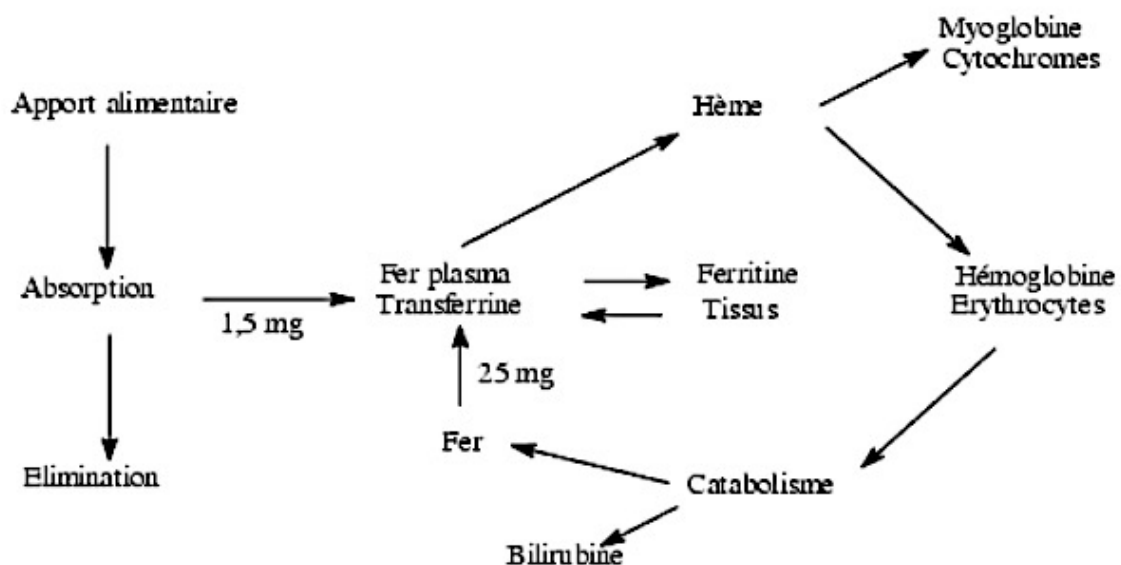 Myoglobine
Cytochromes
Apport alimentaire
Hème
Absorption
1,5 mg
Fer plasma
Transferrine
Ferritine
Tissus
Hémoglobine
Erythrocytes
25 mg
Fer
Elimination
Catabolisme
Bilirubine